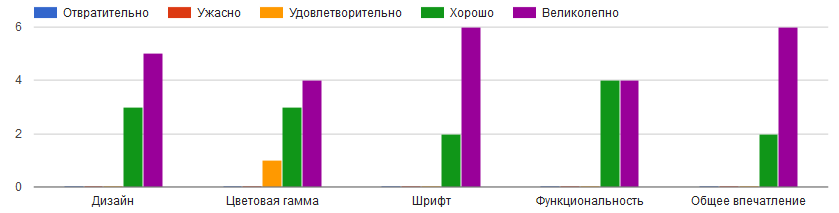 Отвратительно Ужасно Удовлетворительно Хорошо Великолепно
6
4
2
0
Дизайн Цветовая гамма Шрифт Функциональность Общее впечатление